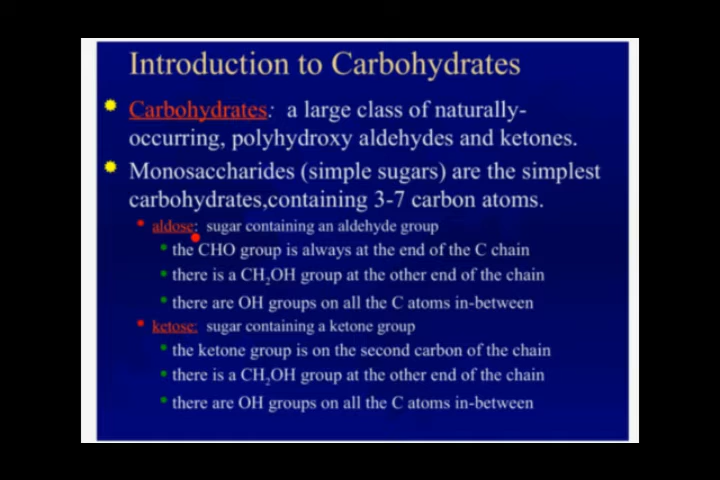 Introduction to Carbohydrates
Carbohydrates: a large class of naturally-
occurring, polyhydroxy aldehydes and ketones.
Monosaccharides (simple sugars) are the simplest
carbohydrates,containing 3-7 carbon atoms.
aldose: sugar containing an aldehyde group
the CHO group is always at the end of the C chain
there is a CH₂OH group at the other end of the chain
there are OH groups on all the C atoms in-between
ketose: sugar containing a ketone group
the ketone group is on the second carbon of the chain
there is a CH₂OH group at the other end of the chain
there are OH groups on all the C atoms in-between